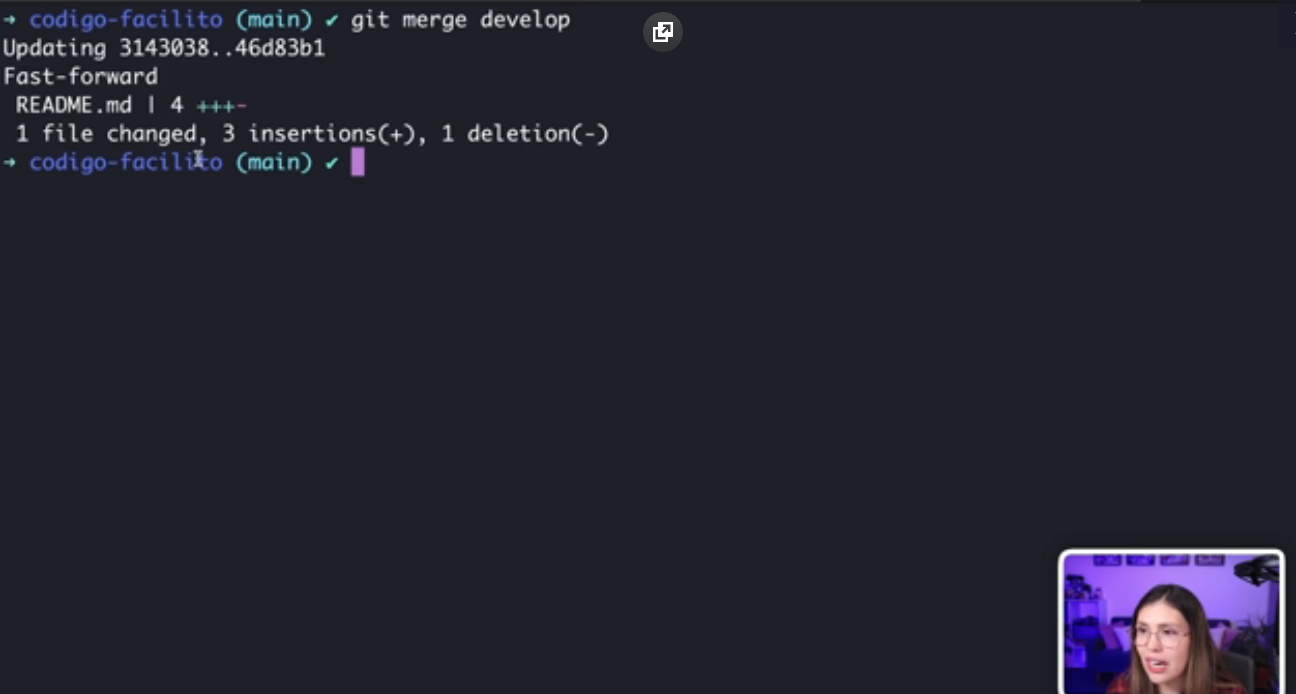 → codigo-facilito (main) ✔ git merge develop
Updating 3143038..46d83b1
Fast-forward
 README.md | 4 +++-
 1 file changed, 3 insertions(+), 1 deletion(-)
→ codigo-facilito (main) ✔